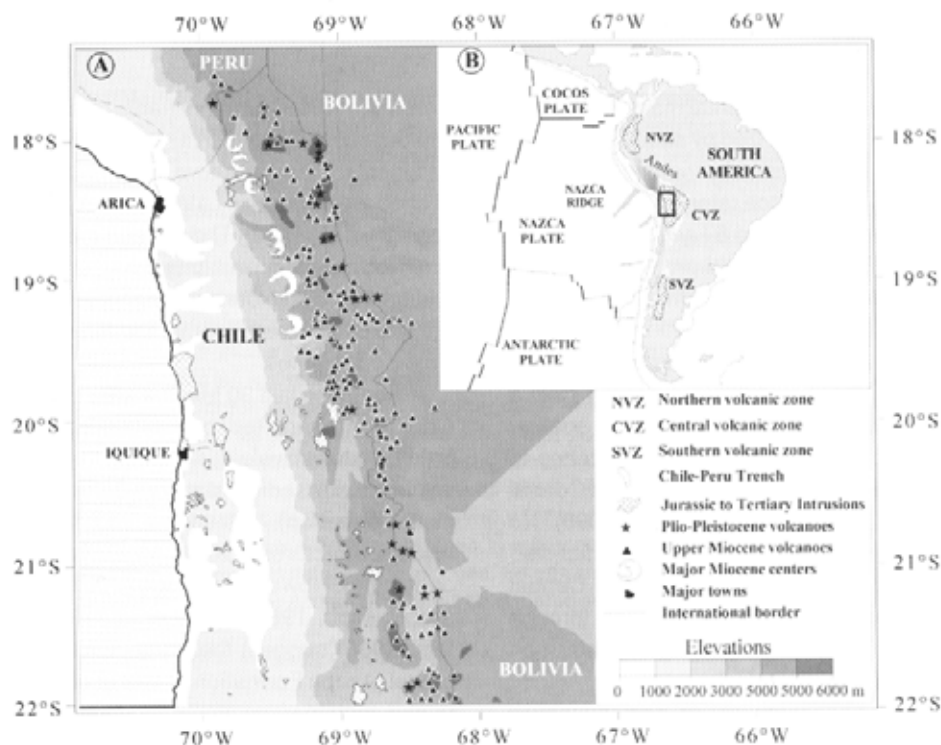 70°W 69°W 68°W 67°W 66°W
A
PERU
BOLIVIA
B
COCOS
PLATE
PACIFIC
PLATE
NVZ
SOUTH
AMERICA
Andes
NAZCA
RIDGE
CVZ
NAZCA
PLATE
SVZ
ANTARCTIC
PLATE
18°S
18°S
ARICA
19°S
19°S
CHILE
20°S
20°S
IQUIQUE
21°S
21°S
BOLIVIA
22°S
22°S
NVZ Northern volcanic zone
CVZ Central volcanic zone
SVZ Southern volcanic zone
Chile-Peru Trench
Jurassic to Tertiary Intrusions
Plio-Pleistocene volcanoes
Upper Miocene volcanoes
Major Miocene centers
Major towns
International border
Elevations
0 1000 2000 3000 4000 5000 6000 m
70°W 69°W 68°W 67°W 66°W